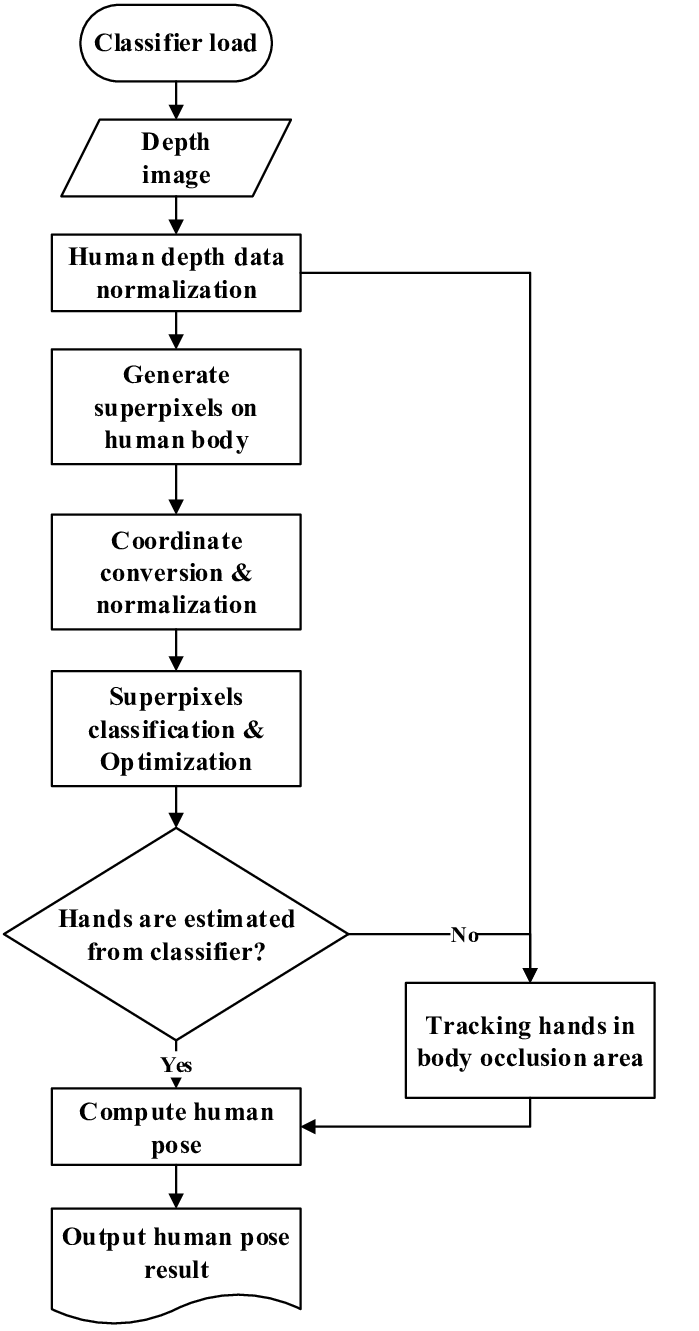 Classifier load
Depth
image
Human depth data
normalization
Generate
superpixels on
human body
Coordinate
conversion &
normalization
Superpixels
classification &
Optimization
Hands are estimated
from classifier?
No
Tracking hands in
body occlusion area
Yes
Compute human
pose
Output human pose
result